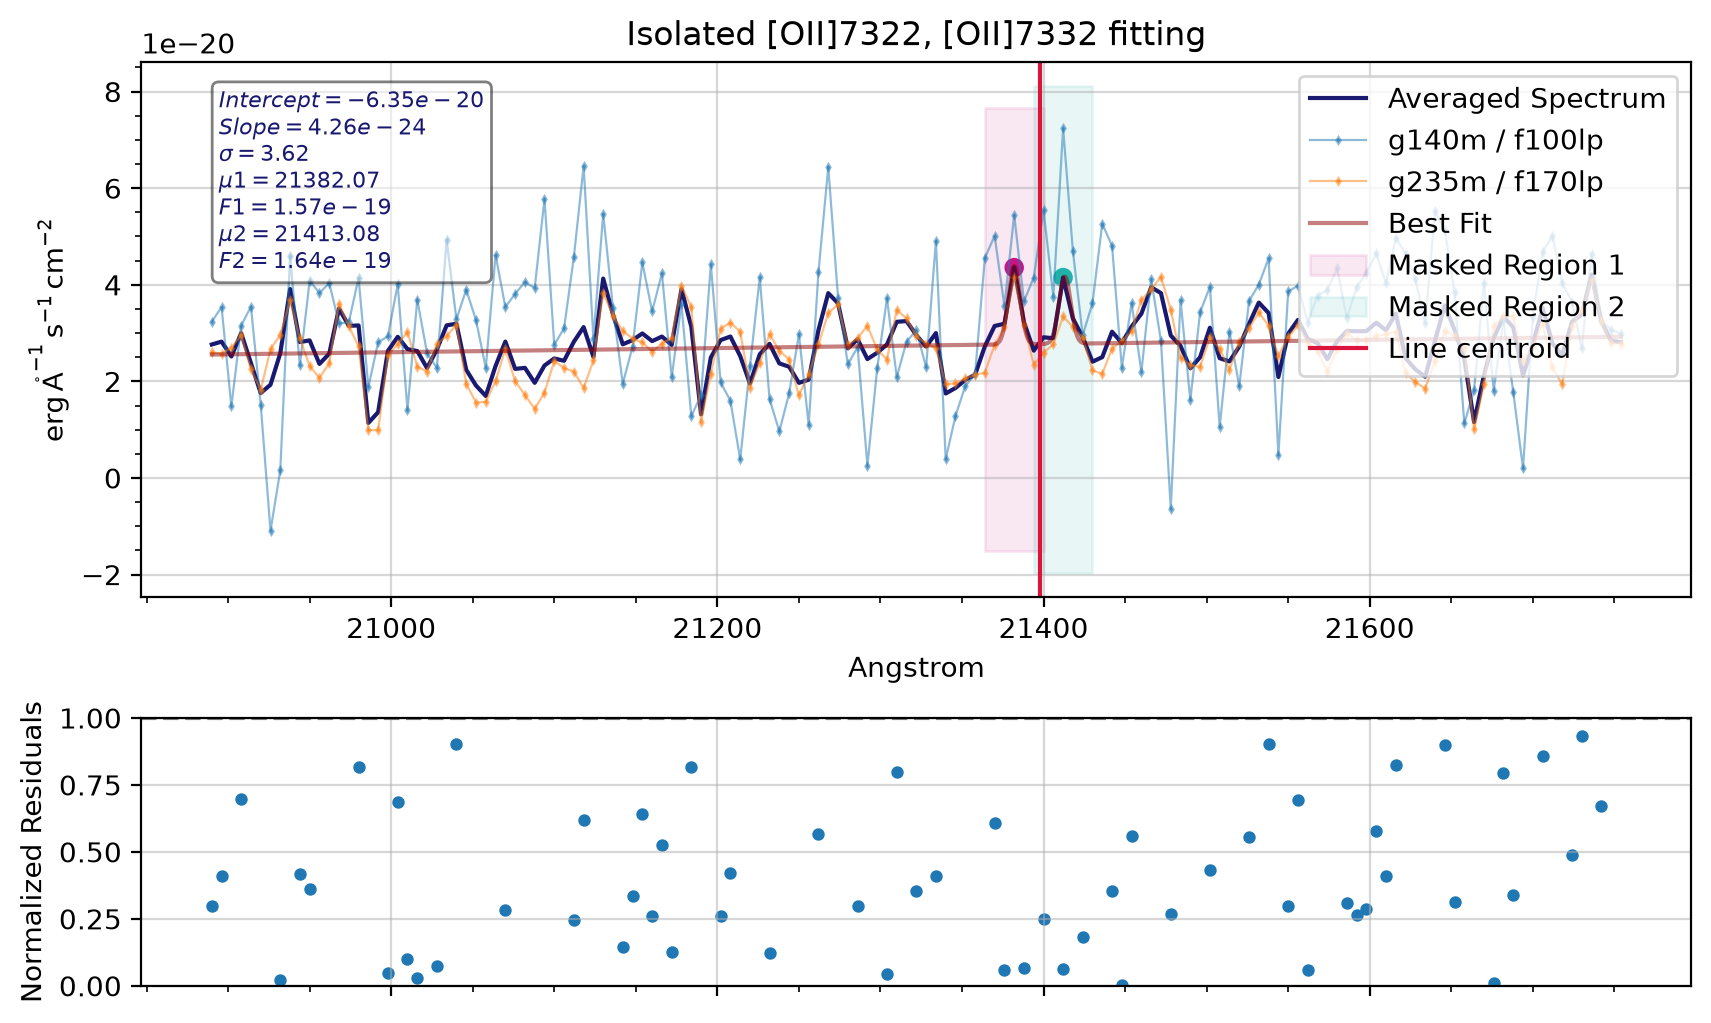 Isolated [OII]7322, [OII]7332 fitting
1e−20
8
6
4
2
0
−2
erg Å⁻¹ s⁻¹ cm⁻²
Intercept = −6.35e − 20
Slope = 4.26e − 24
σ = 3.62
μ1 = 21382.07
F1 = 1.57e − 19
μ2 = 21413.08
F2 = 1.64e − 19
Averaged Spectrum
g140m / f100lp
g235m / f170lp
Best Fit
Masked Region 1
Masked Region 2
Line centroid
21000 21200 21400 21600
Angstrom
Normalized Residuals
1.00
0.75
0.50
0.25
0.00